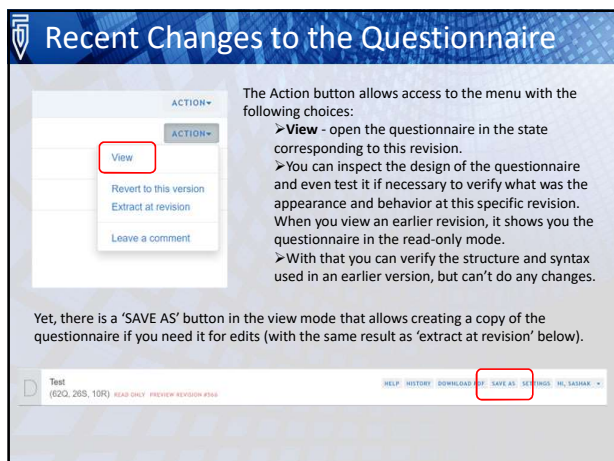 Recent Changes to the Questionnaire
ACTION▾
ACTION▾
View
Revert to this version
Extract at revision
Leave a comment
The Action button allows access to the menu with the
following choices:
➢View - open the questionnaire in the state
corresponding to this revision.
➢You can inspect the design of the questionnaire
and even test it if necessary to verify what was the
appearance and behavior at this specific revision.
When you view an earlier revision, it shows you the
questionnaire in the read-only mode.
➢With that you can verify the structure and syntax
used in an earlier version, but can’t do any changes.
Yet, there is a ‘SAVE AS’ button in the view mode that allows creating a copy of the
questionnaire if you need it for edits (with the same result as ‘extract at revision’ below).
D
Test
HELP HISTORY DOWNLOAD PDF SAVE AS SETTINGS HI, SASHAK ▾
(62Q, 26S, 10R) READ ONLY PREVIEW REVISION #566